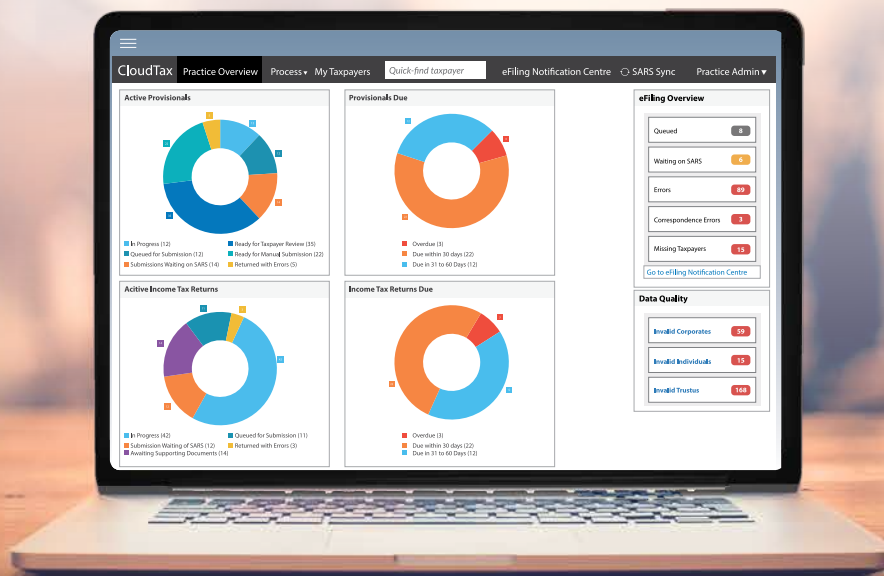 CloudTax Practice Overview Process ▾ My Taxpayers Quick-find taxpayer eFiling Notification Centre SARS Sync Practice Admin ▾
Active Provisionals
In Progress (12) Ready for Taxpayer Review (35)
Queued for Submission (12) Ready for Manual Submission (22)
Submissions Waiting on SARS (14) Returned with Errors (5)
Provisionals Due
Overdue (3)
Due within 30 days (22)
Due in 31 to 60 Days (12)
eFiling Overview
Queued 8
Waiting on SARS 6
Errors 89
Correspondence Errors 3
Missing Taxpayers 15
Go to eFiling Notification Centre
Acitive Income Tax Returns
In Progress (42) Queued for Submission (11)
Submission Waiting of SARS (12) Returned with Errors (3)
Awaiting Supporting Documents (14)
Income Tax Returns Due
Overdue (3)
Due within 30 days (22)
Due in 31 to 60 Days (12)
Data Quality
Invalid Corporates 59
Invalid Individuals 15
Invalid Trustus 168